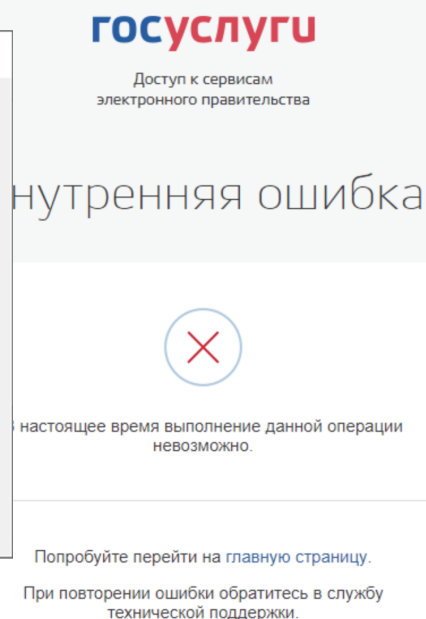 госуслуги
Доступ к сервисам
электронного правительства
нутренняя ошибка
настоящее время выполнение данной операции
невозможно.
Попробуйте перейти на главную страницу.
При повторении ошибки обратитесь в службу
технической поддержки.